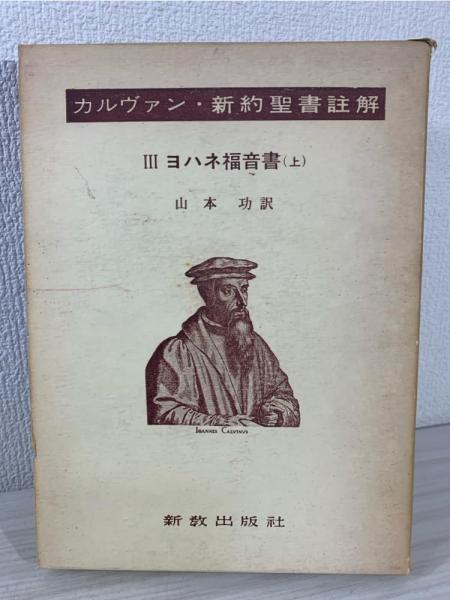 カルヴァン・新約聖書註解
III ヨハネ福音書(上)
山本 功訳
IOANNES CALVINVS
新教出版社